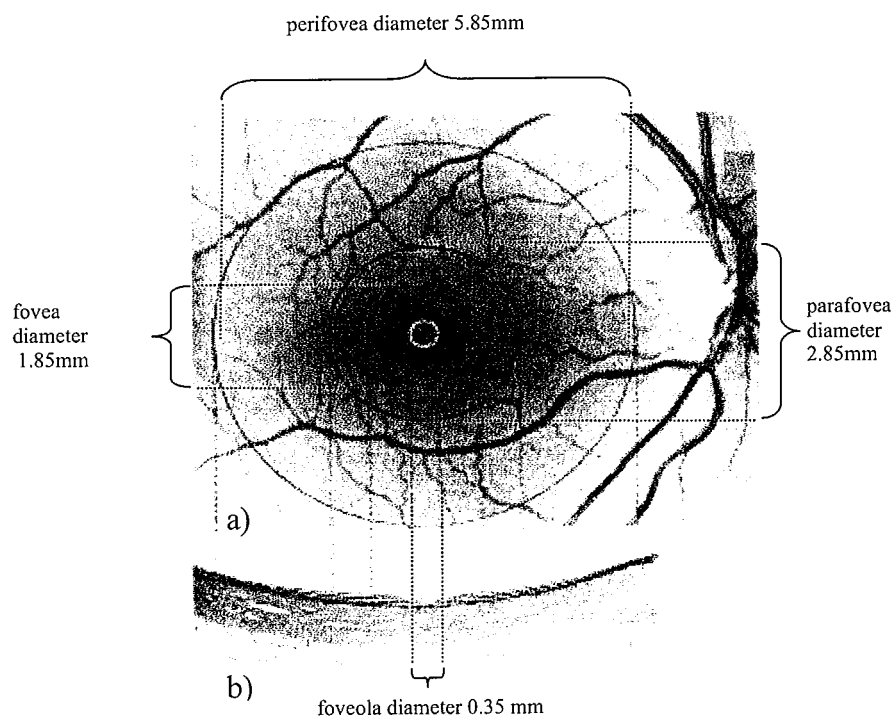 perifovea diameter 5.85mm
fovea
diameter
1.85mm
parafovea
diameter
2.85mm
a)
b)
foveola diameter 0.35 mm